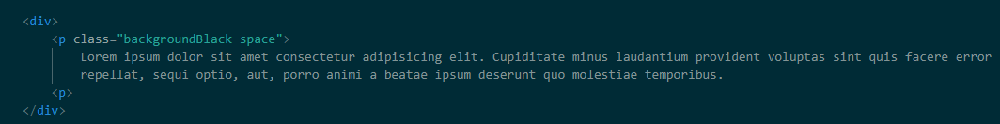 <div>
<p class="backgroundBlack space">
Lorem ipsum dolor sit amet consectetur adipisicing elit. Cupiditate minus laudantium provident voluptas sint quis facere error
repellat, sequi optio, aut, porro animi a beatae ipsum deserunt quo molestiae temporibus.
<p>
</div>